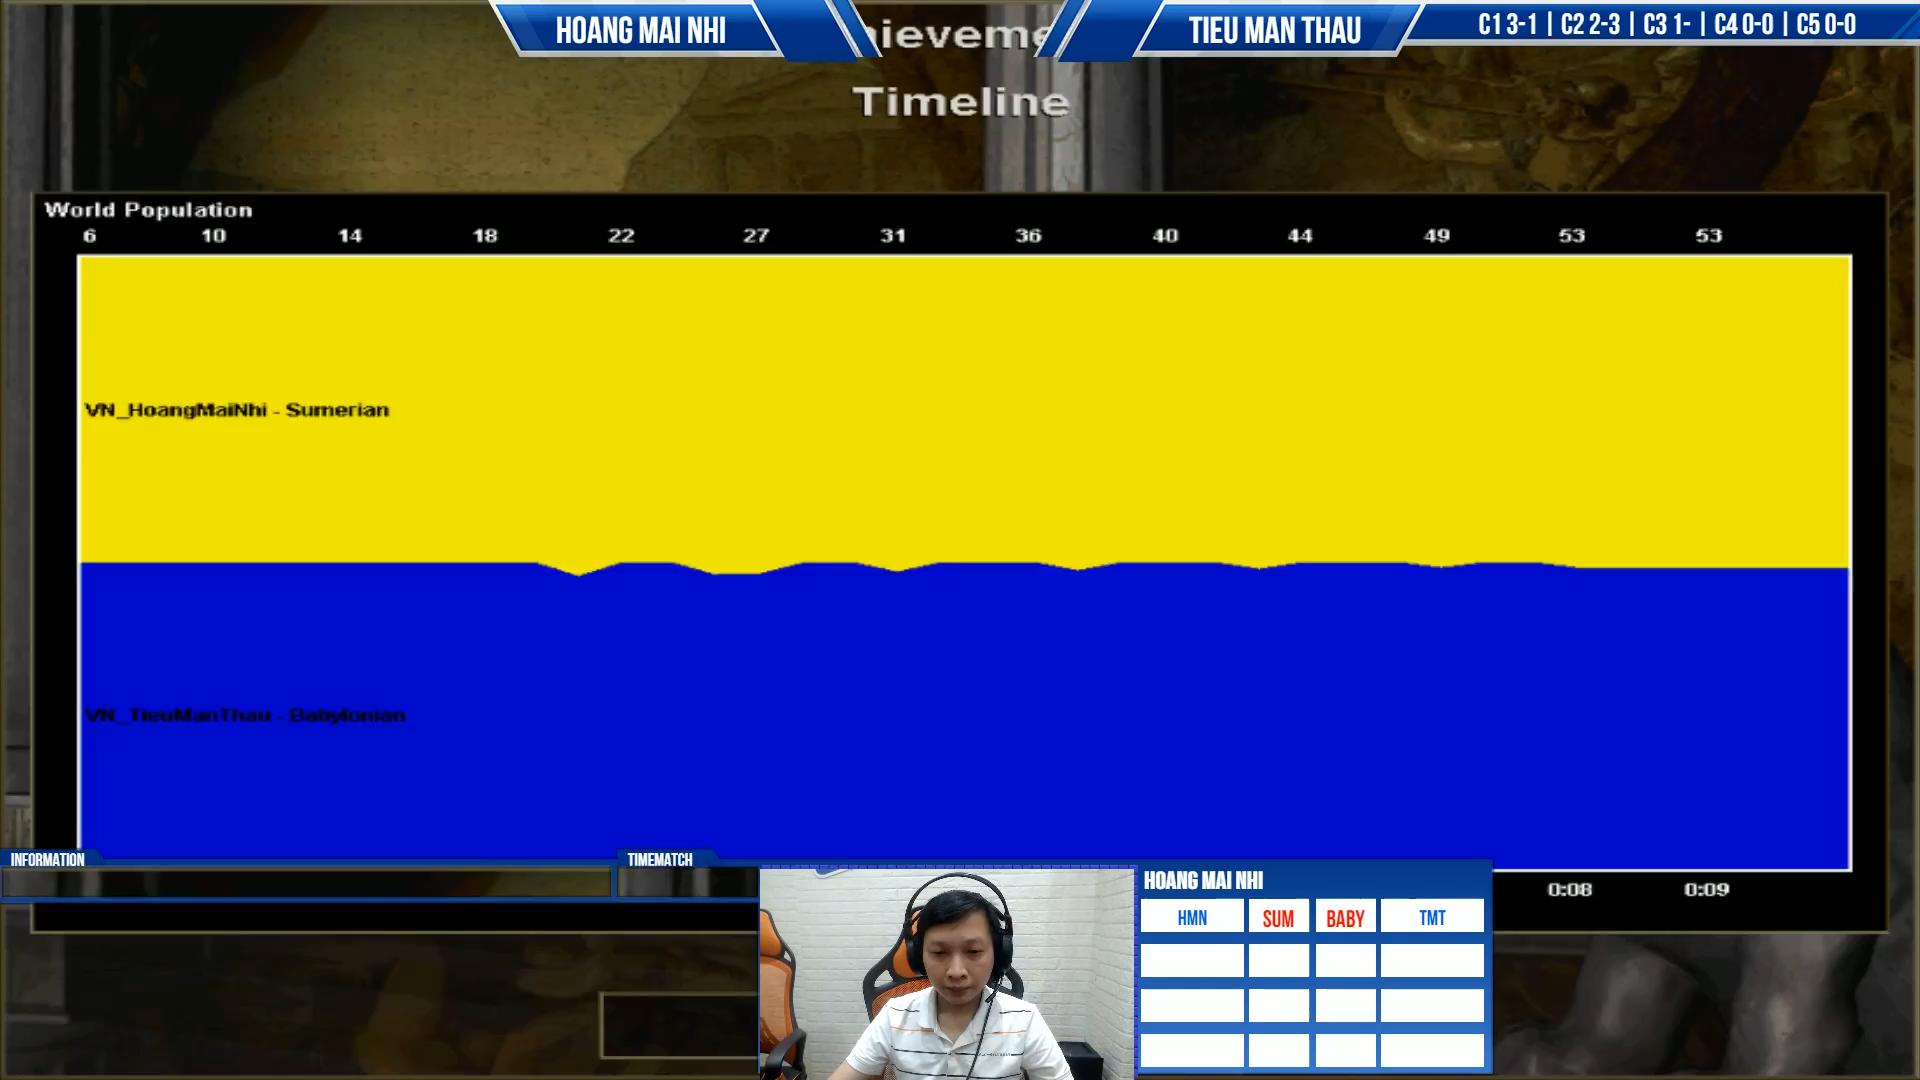 HOANG MAI NHI
TIEU MAN THAU
C1 3-1 | C2 2-3 | C3 1- | C4 0-0 | C5 0-0
Timeline
World Population
6 10 14 18 22 27 31 36 40 44 49 53 53
VN_HoangMaiNhi - Sumerian
VN_TieuManThau - Babylonian
INFORMATION
TIMEMATCH
0:08 0:09
HOANG MAI NHI
HMN SUM BABY TMT